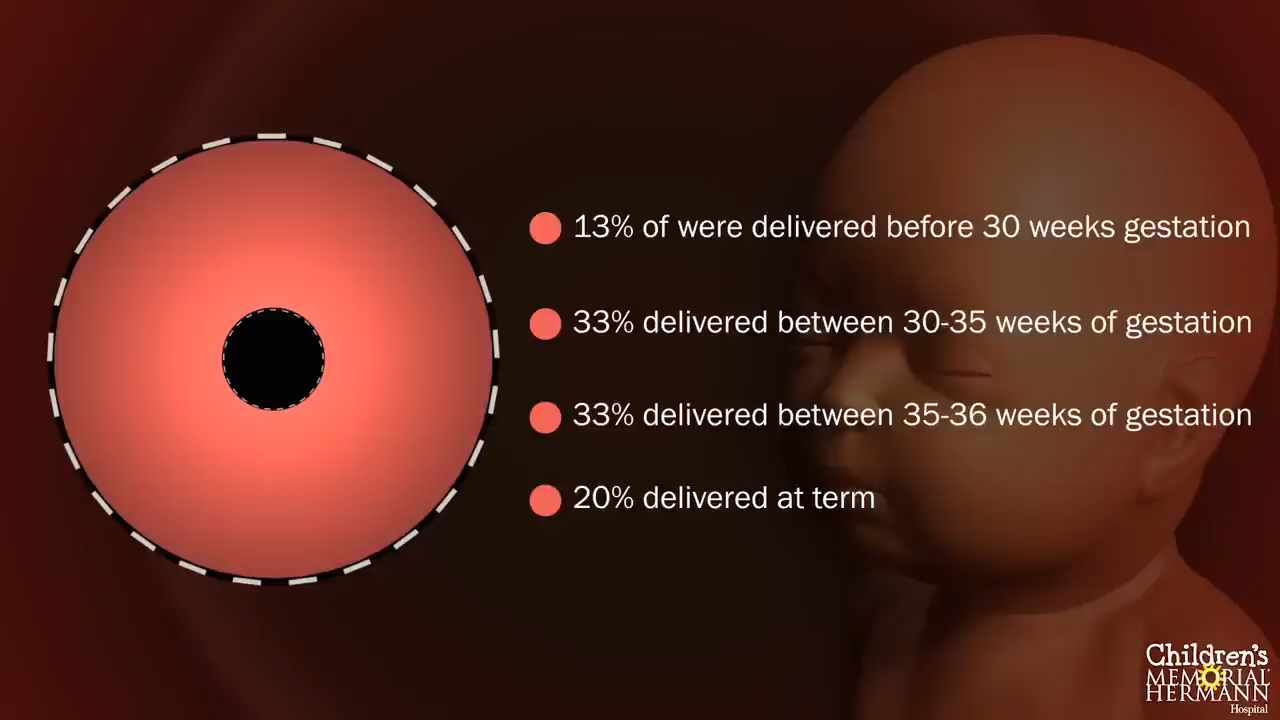 13% of were delivered before 30 weeks gestation
33% delivered between 30-35 weeks of gestation
33% delivered between 35-36 weeks of gestation
20% delivered at term
Children's
MEMORIAL
HERMANN
Hospital